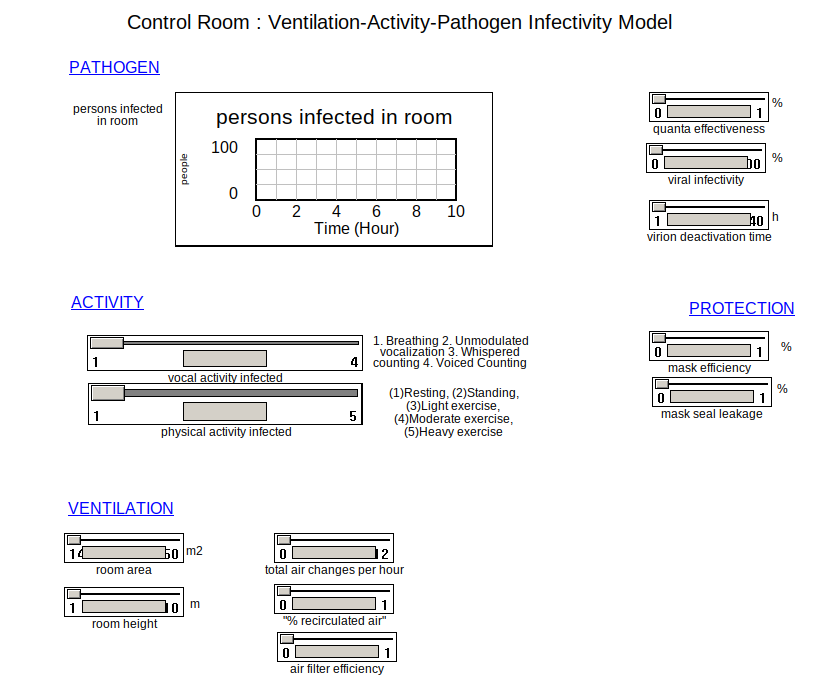 Control Room : Ventilation-Activity-Pathogen Infectivity Model
PATHOGEN
persons infected
in room
persons infected in room
people
100
0
0 2 4 6 8 10
Time (Hour)
0 1 %
quanta effectiveness
0 %
viral infectivity
1 40 h
virion deactivation time
ACTIVITY
1 4
vocal activity infected
1. Breathing 2. Unmodulated
vocalization 3. Whispered
counting 4. Voiced Counting
1 5
physical activity infected
(1)Resting, (2)Standing,
(3)Light exercise,
(4)Moderate exercise,
(5)Heavy exercise
PROTECTION
0 1 %
mask efficiency
0 1 %
mask seal leakage
VENTILATION
m2
room area
1 10 m
room height
0 12
total air changes per hour
0 1
"% recirculated air"
0 1
air filter efficiency